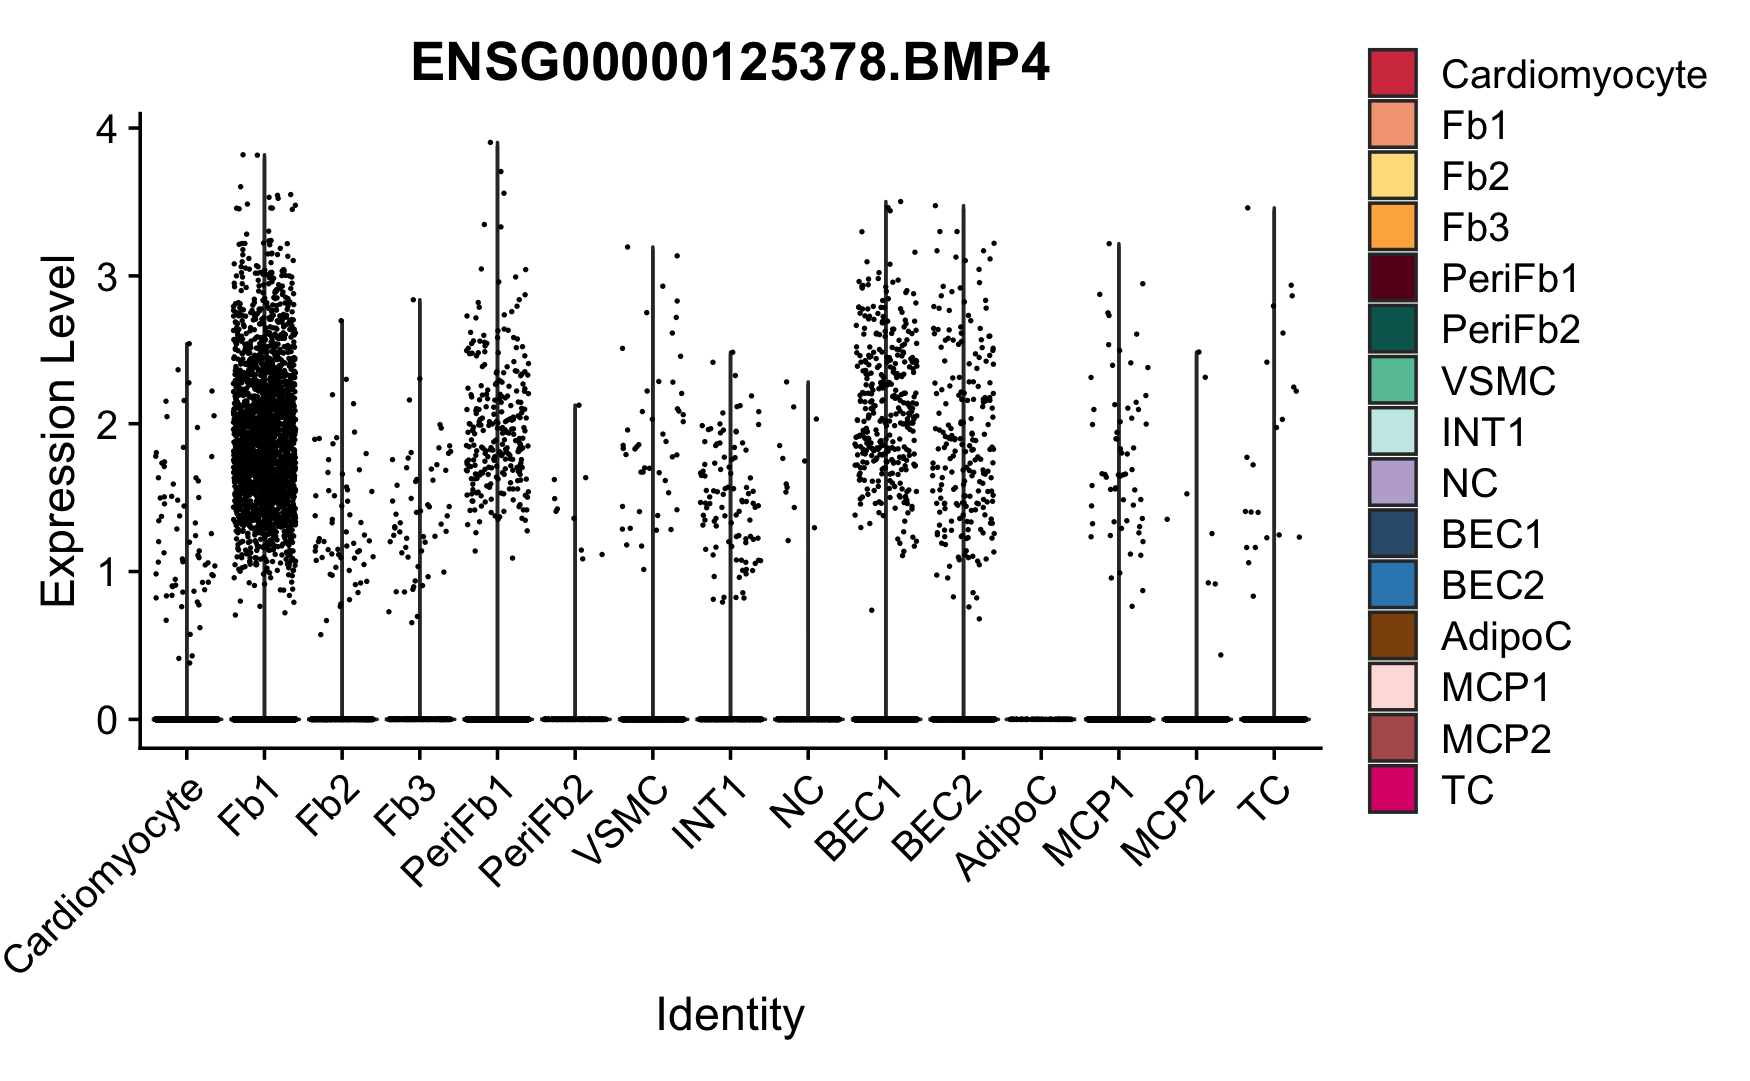 ENSG00000125378.BMP4
Expression Level
4
3
2
1
0
Cardiomyocyte
Fb1
Fb2
Fb3
PeriFb1
PeriFb2
VSMC
INT1
NC
BEC1
BEC2
AdipoC
MCP1
MCP2
TC
Identity
Cardiomyocyte
Fb1
Fb2
Fb3
PeriFb1
PeriFb2
VSMC
INT1
NC
BEC1
BEC2
AdipoC
MCP1
MCP2
TC